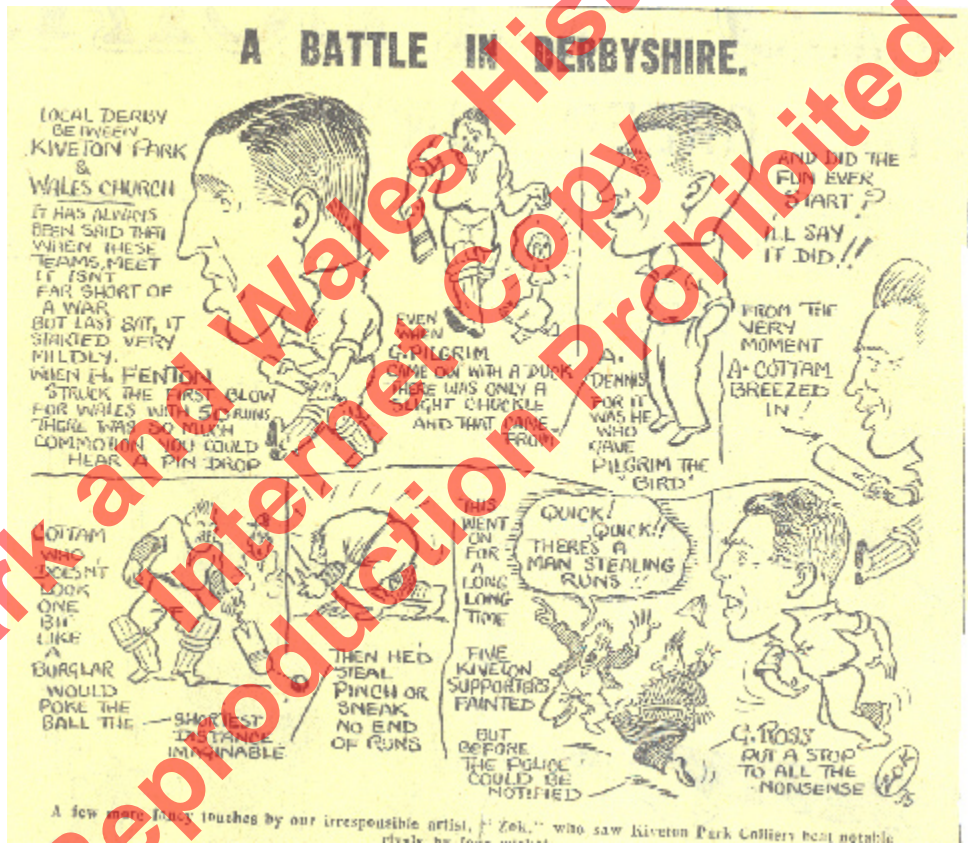 A BATTLE IN DERBYSHIRE.
LOCAL DERBY
BETWEEN
KIVETON PARK
&
WALES CHURCH
IT HAS ALWAYS
BEEN SAID THAT
WHEN THESE
TEAMS, MEET
IT ISN'T
FAR SHORT OF
A WAR
BUT LAST SAT, IT
STARTED VERY
MILDLY.
WHEN H. FENTON
STRUCK THE FIRST BLOW
FOR WALES WITH 50 RUNS
THERE WAS SO MUCH
COMMOTION YOU COULD
HEAR A PIN DROP
EVEN
WHEN
G. PILGRIM
CAME ON WITH A DUCK
THERE WAS ONLY A
SLIGHT CHUCKLE
AND THAT CAME
FROM
A.
DENNIS
FOR IT
WAS HE
WHO
GAVE
PILGRIM THE
"BIRD"
AND DID THE
FUN EVER
START?
I'LL SAY
IT DID!!
FROM THE
VERY
MOMENT
A. COTTAM
BREEZED
IN!
COTTAM
WHO
DOESN'T
LOOK
ONE
BIT
LIKE
A
BURGLAR
WOULD
POKE THE
BALL THE
SHORTEST
DISTANCE
IMAGINABLE
THEN HE'D
STEAL
PINCH OR
SNEAK
NO END
OF RUNS
THIS
WENT
ON
FOR
A
LONG
LONG
TIME
QUICK!
QUICK!!
THERE'S A
MAN STEALING
RUNS!!
FIVE
KIVETON
SUPPORTERS
FAINTED
BUT
BEFORE
THE POLICE
COULD BE
NOTIFIED
G. ROSS
PUT A STOP
TO ALL THE
NONSENSE
ZOK
A few more fancy touches by our irresponsible artist, "Zok," who saw Kiveton Park Colliery beat notable
rivals by four
rk and Wales Hist
Internet Copy
Reproduction Prohibited